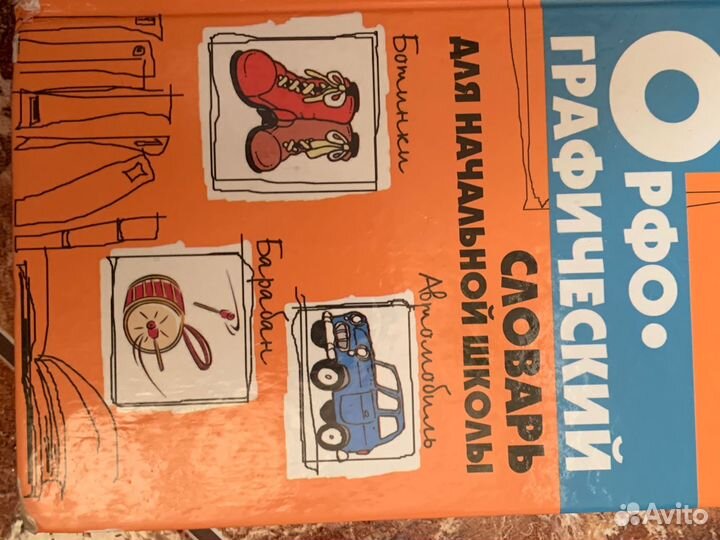 ОРФО-
ГРАФИЧЕСКИЙ
СЛОВАРЬ
ДЛЯ НАЧАЛЬНОЙ ШКОЛЫ
Автомобиль
Ботинки
Барабан
Avito